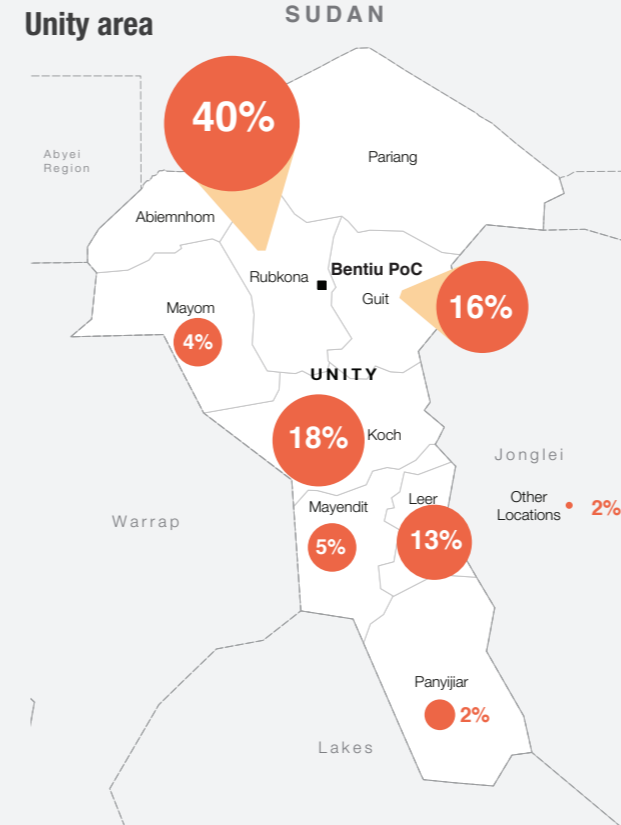 Unity area
SUDAN
40%
Abyei
Region
Pariang
Abiemnhom
Rubkona
Bentiu PoC
Guit
16%
Mayom
4%
UNITY
18%
Koch
Jonglei
Warrap
Mayendit
5%
Leer
13%
Other
Locations
2%
Panyijiar
2%
Lakes